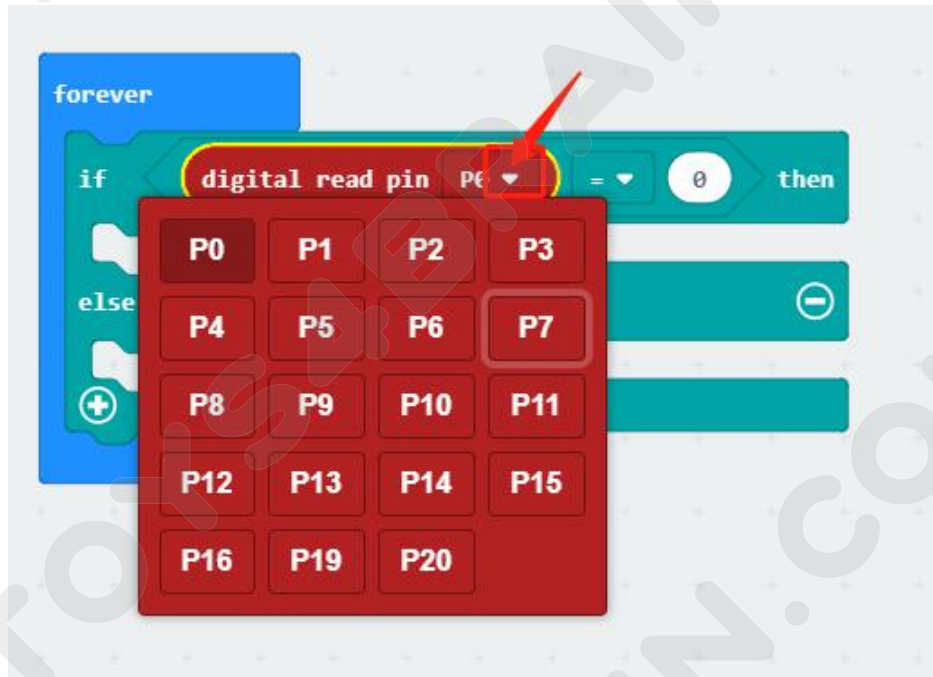 forever
if digital read pin P0 = 0 then
P0 P1 P2 P3
else
P4 P5 P6 P7
P8 P9 P10 P11
P12 P13 P14 P15
P16 P19 P20